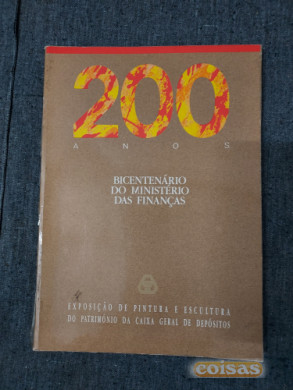 200
ANOS
BICENTENÁRIO
DO MINISTÉRIO
DAS FINANÇAS
EXPOSIÇÃO DE PINTURA E ESCULTURA
DO PATRIMÓNIO DA CAIXA GERAL DE DEPÓSITOS
coisas